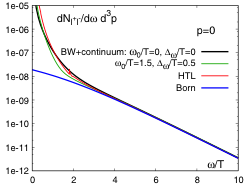 1e-05
dN_{l⁺l⁻}/dω d³p
p=0
1e-06
BW+continuum: ω₀/T=0, Δ_ω/T=0
ω₀/T=1.5, Δ_ω/T=0.5
1e-07
HTL
Born
1e-08
1e-09
1e-10
1e-11
ω/T
1e-12
0 2 4 6 8 10